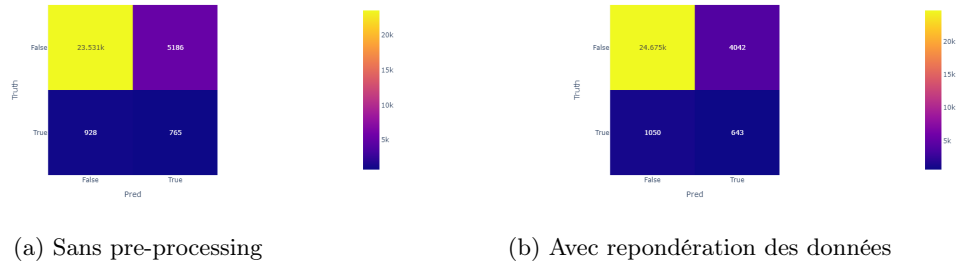 False
23.531k
5186
Truth
True
928
765
False
True
Pred
20k
15k
10k
5k
False
24.675k
4042
Truth
True
1050
643
False
True
Pred
20k
15k
10k
5k
(a) Sans pre-processing
(b) Avec repondération des données